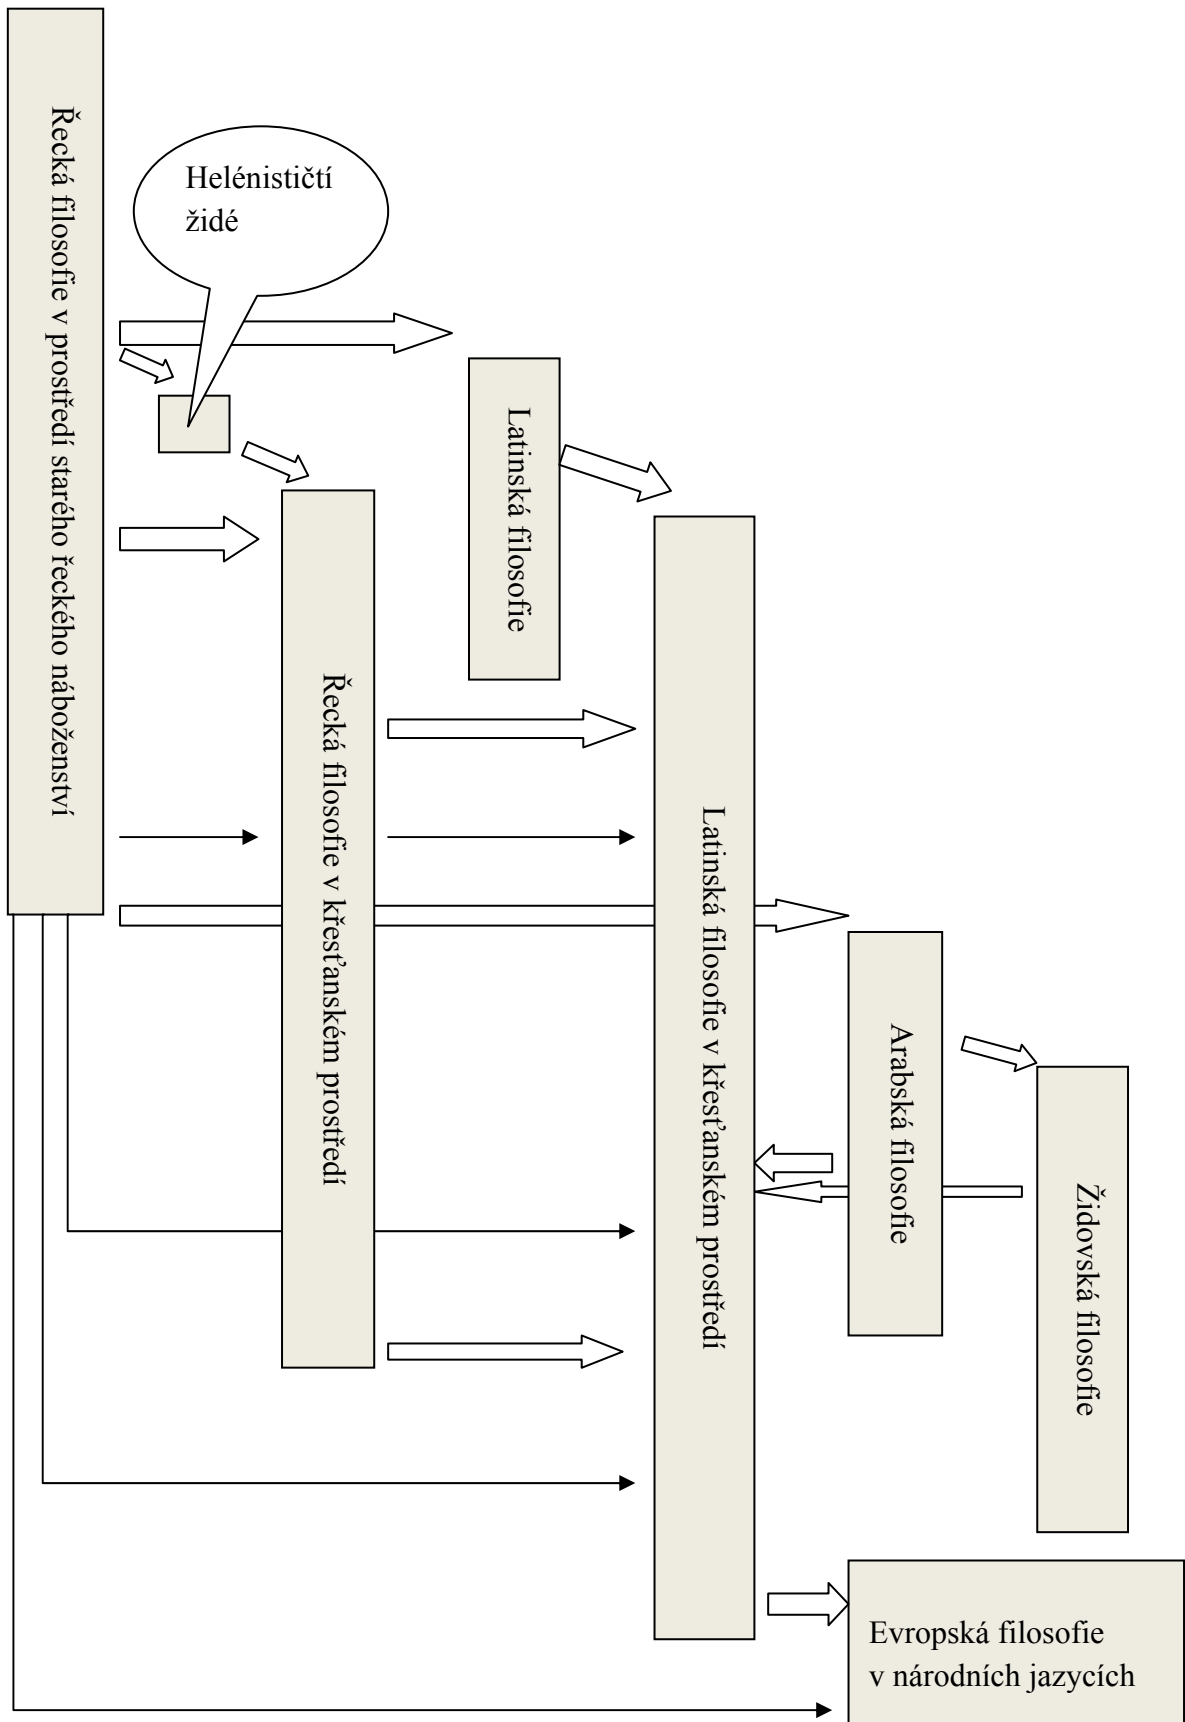 Řecká filosofie v prostředí starého řeckého náboženství
Helénističtí
židé
Latinská filosofie
Řecká filosofie v křesťanském prostředí
Latinská filosofie v křesťanském prostředí
Arabská filosofie
Židovská filosofie
Evropská filosofie
v národních jazycích